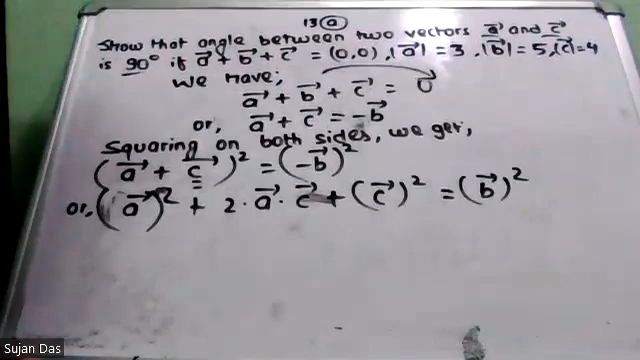 13 (a)
Show that angle between two vectors a⃗ and c⃗
is 90° if a⃗ + b⃗ + c⃗ = (0,0), |a⃗| = 3, |b⃗| = 5, |c⃗| = 4
We Have;
a⃗ + b⃗ + c⃗ = 0⃗
or, a⃗ + c⃗ = -b⃗
Squaring on both sides, we get;
(a⃗ + c⃗)² = (-b⃗)²
or, (a⃗)² + 2·a⃗·c⃗ + (c⃗)² = (b⃗)²
Sujan Das